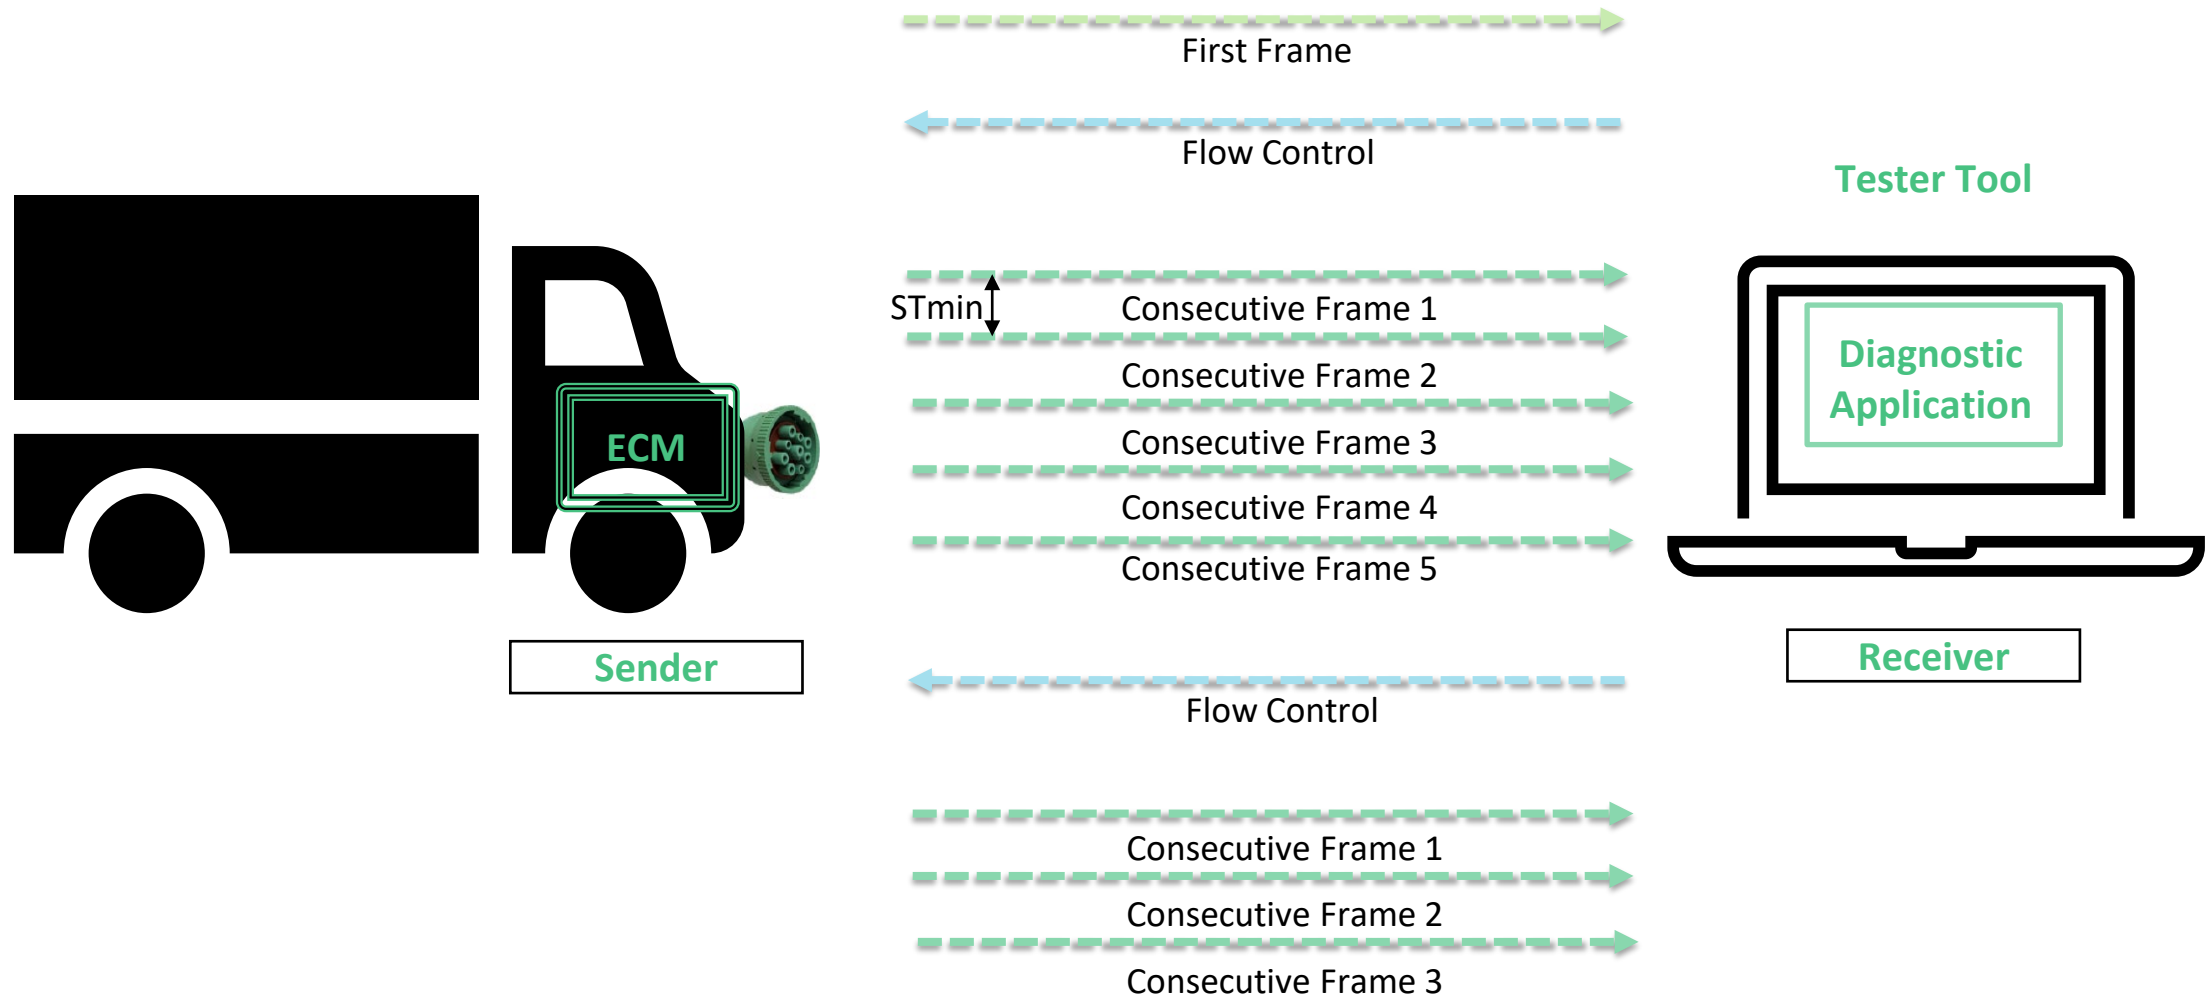 First Frame
Flow Control
Tester Tool
STmin
Consecutive Frame 1
Diagnostic
Application
Consecutive Frame 2
ECM
Consecutive Frame 3
Consecutive Frame 4
Consecutive Frame 5
Sender
Receiver
Flow Control
Consecutive Frame 1
Consecutive Frame 2
Consecutive Frame 3